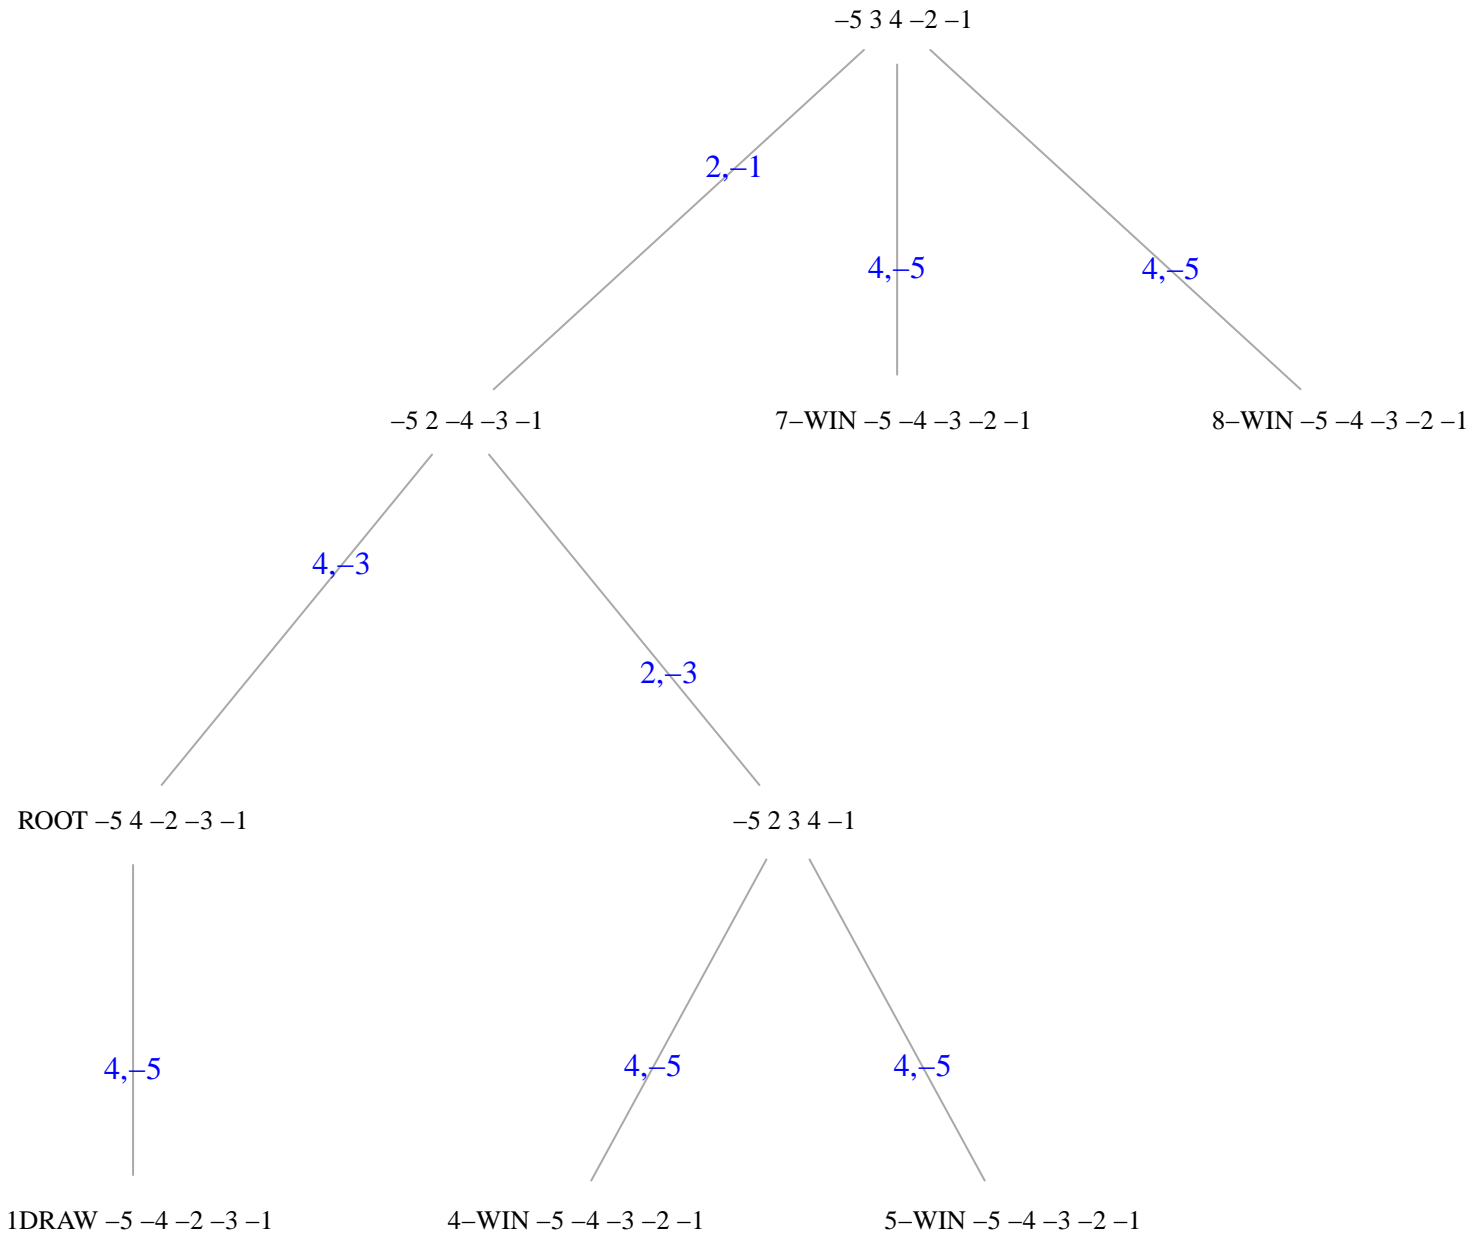 –5 3 4 –2 –1
2,–1
4,–5
4,–5
–5 2 –4 –3 –1
7–WIN –5 –4 –3 –2 –1
8–WIN –5 –4 –3 –2 –1
4,–3
2,–3
ROOT –5 4 –2 –3 –1
–5 2 3 4 –1
4,–5
4,–5
4,–5
1DRAW –5 –4 –2 –3 –1
4–WIN –5 –4 –3 –2 –1
5–WIN –5 –4 –3 –2 –1